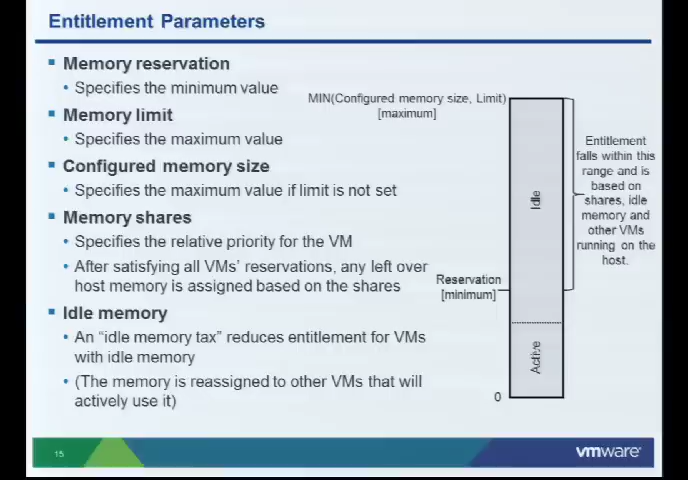 Entitlement Parameters
Memory reservation
• Specifies the minimum value
Memory limit
• Specifies the maximum value
Configured memory size
• Specifies the maximum value if limit is not set
Memory shares
• Specifies the relative priority for the VM
• After satisfying all VMs' reservations, any left over
host memory is assigned based on the shares
Idle memory
• An "idle memory tax" reduces entitlement for VMs
with idle memory
• (The memory is reassigned to other VMs that will
actively use it)
MIN(Configured memory size, Limit)
[maximum]
Idle
Reservation
[minimum]
Active
0
Entitlement
falls within this
range and is
based on
shares, idle
memory and
other VMs
running on the
host.
15
vmware